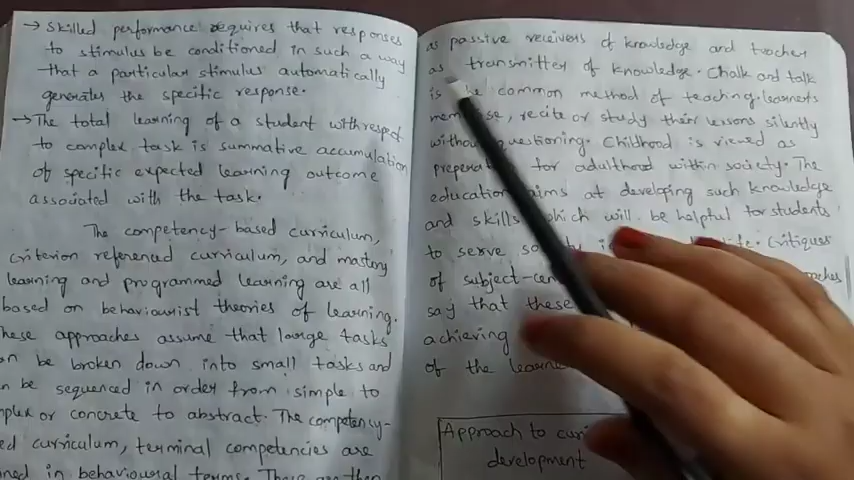 → Skilled performance requires that responses
to stimulus be conditioned in such a way
that a particular stimulus automatically
generates the specific response.
→ The total learning of a student with respect
to complex task is summative accumulation
of specific expected learning outcome
associated with the task.
The competency-based curriculum,
criterion referenced curriculum, and mastery
learning and programmed learning are all
based on behaviourist theories of learning.
hese approaches assume that large tasks
be broken down into small tasks and
be sequenced in order from simple to
or concrete to abstract. The competency-
ed curriculum, terminal competencies are
in behavioural terms. These are then
as passive receivers of knowledge and teacher
as transmitter of knowledge. Chalk and talk
is common method of teaching. learners
recite or study their lessons silently
questioning. Childhood is viewed as
for adulthood within society. The
education aims at developing such knowledge
and skills which will be helpful for students
to serve life. Critiques
of subject-
say that these
achieving
of the
Approach to
development